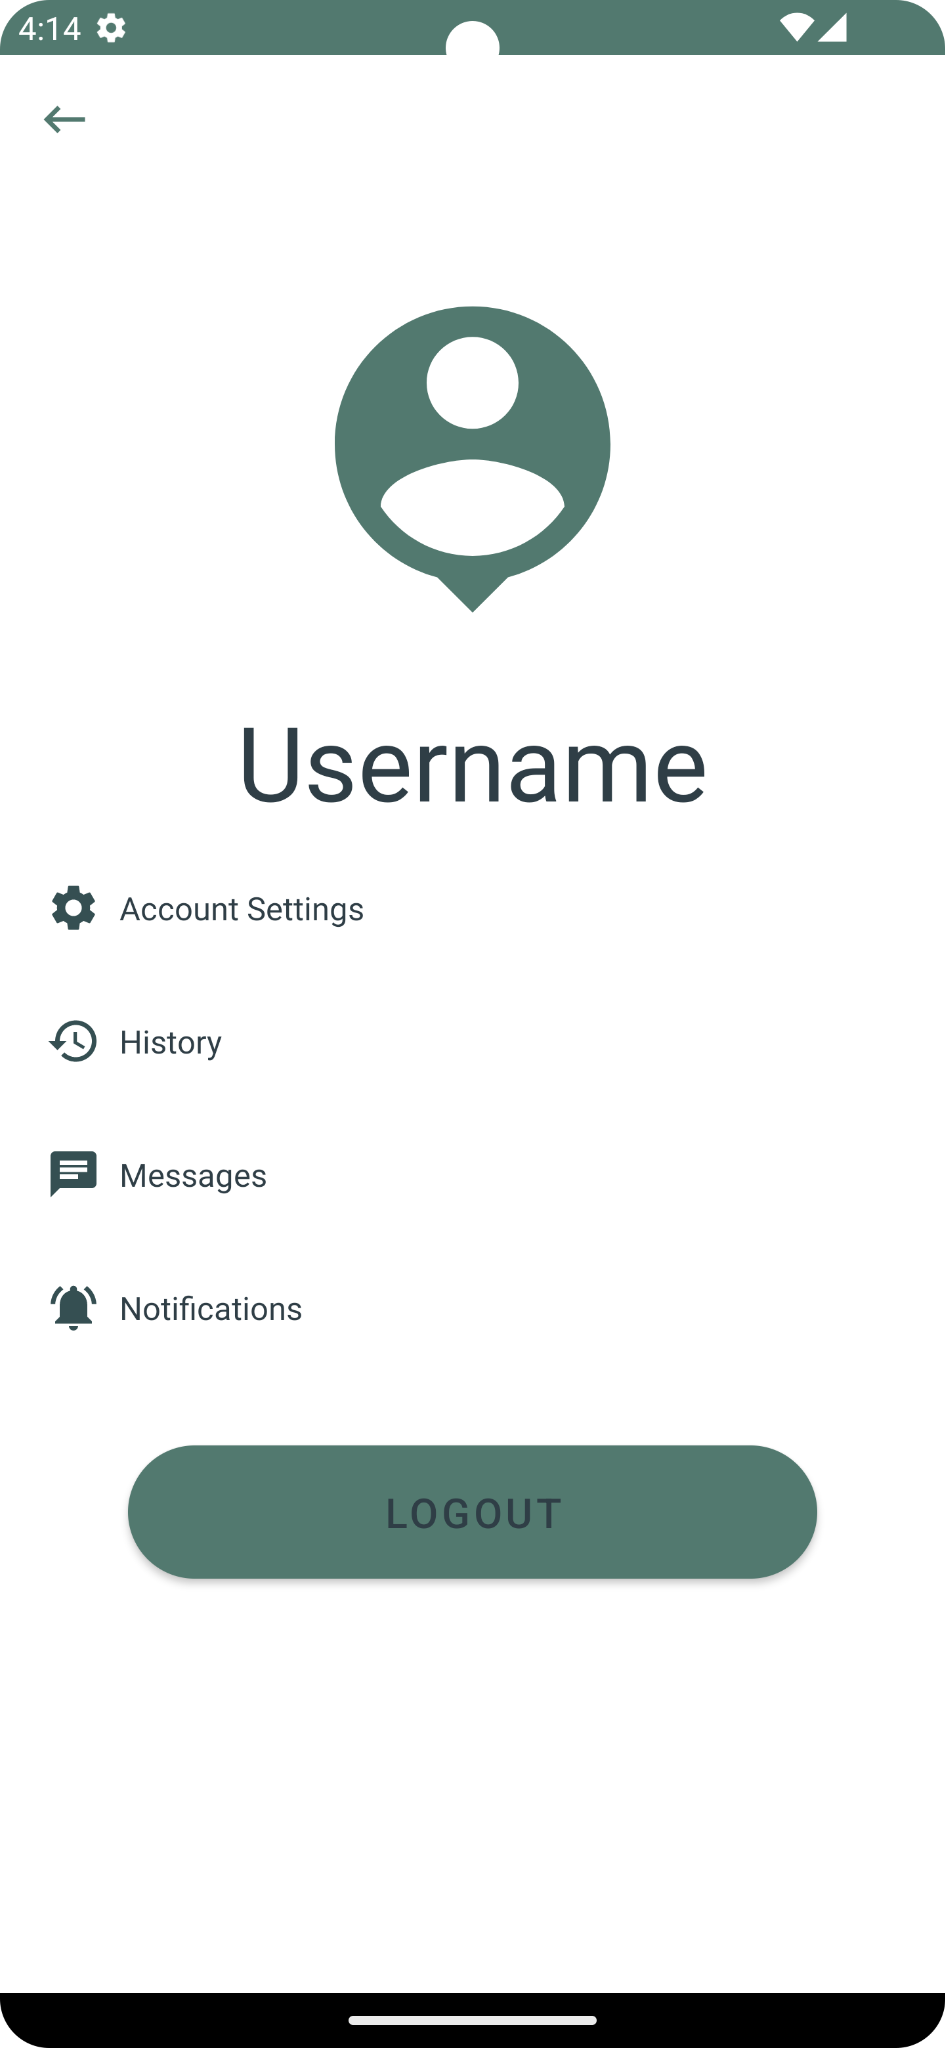 4:14
Username
Account Settings
History
Messages
Notifications
LOGOUT